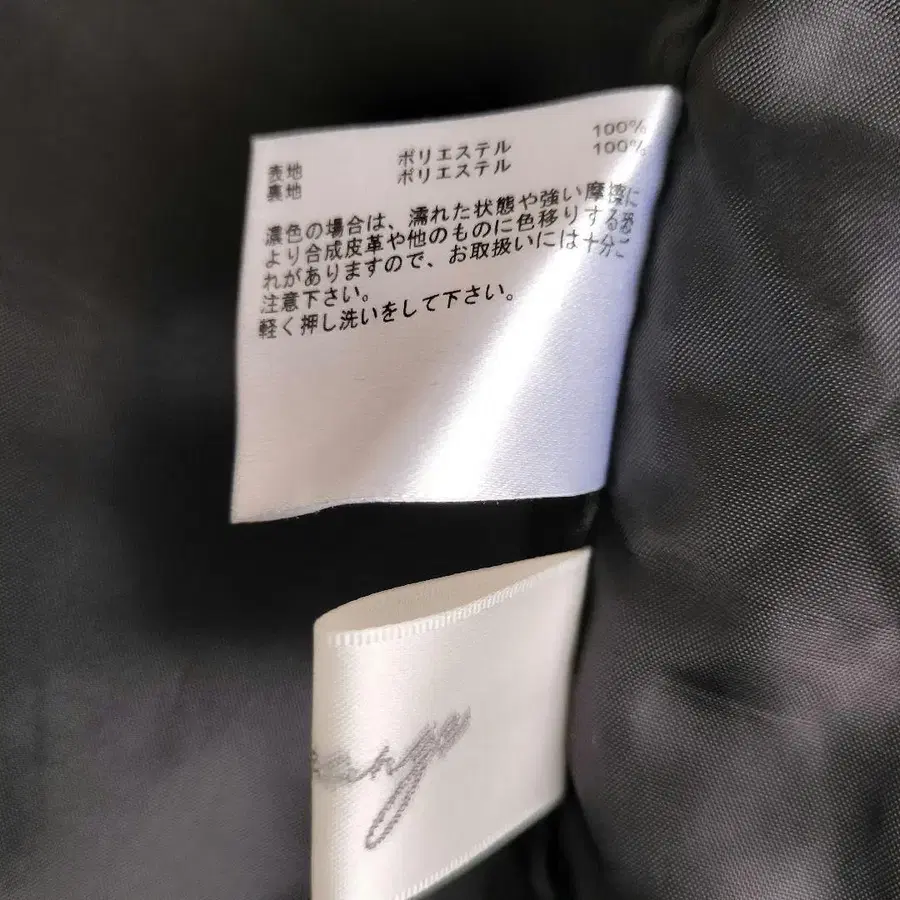 表地 ポリエステル 100%
裏地 ポリエステル 100%
濃色の場合は、濡れた状態や強い摩擦に
より合成皮革や他のものに色移りする恐
れがありますので、お取扱いには十分ご
注意下さい。
軽く押し洗いをして下さい。